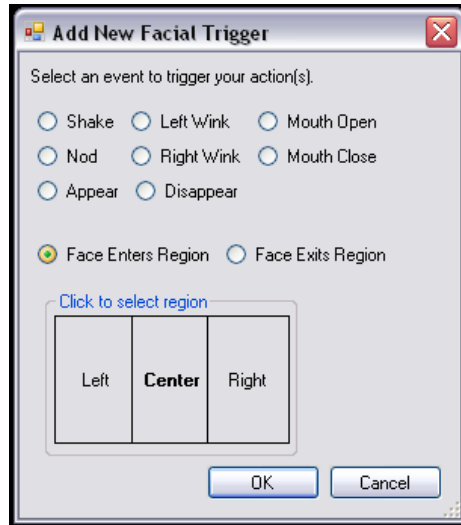 Add New Facial Trigger
Select an event to trigger your action(s).
Shake Left Wink Mouth Open
Nod Right Wink Mouth Close
Appear Disappear
Face Enters Region Face Exits Region
Click to select region
Left Center Right
OK Cancel